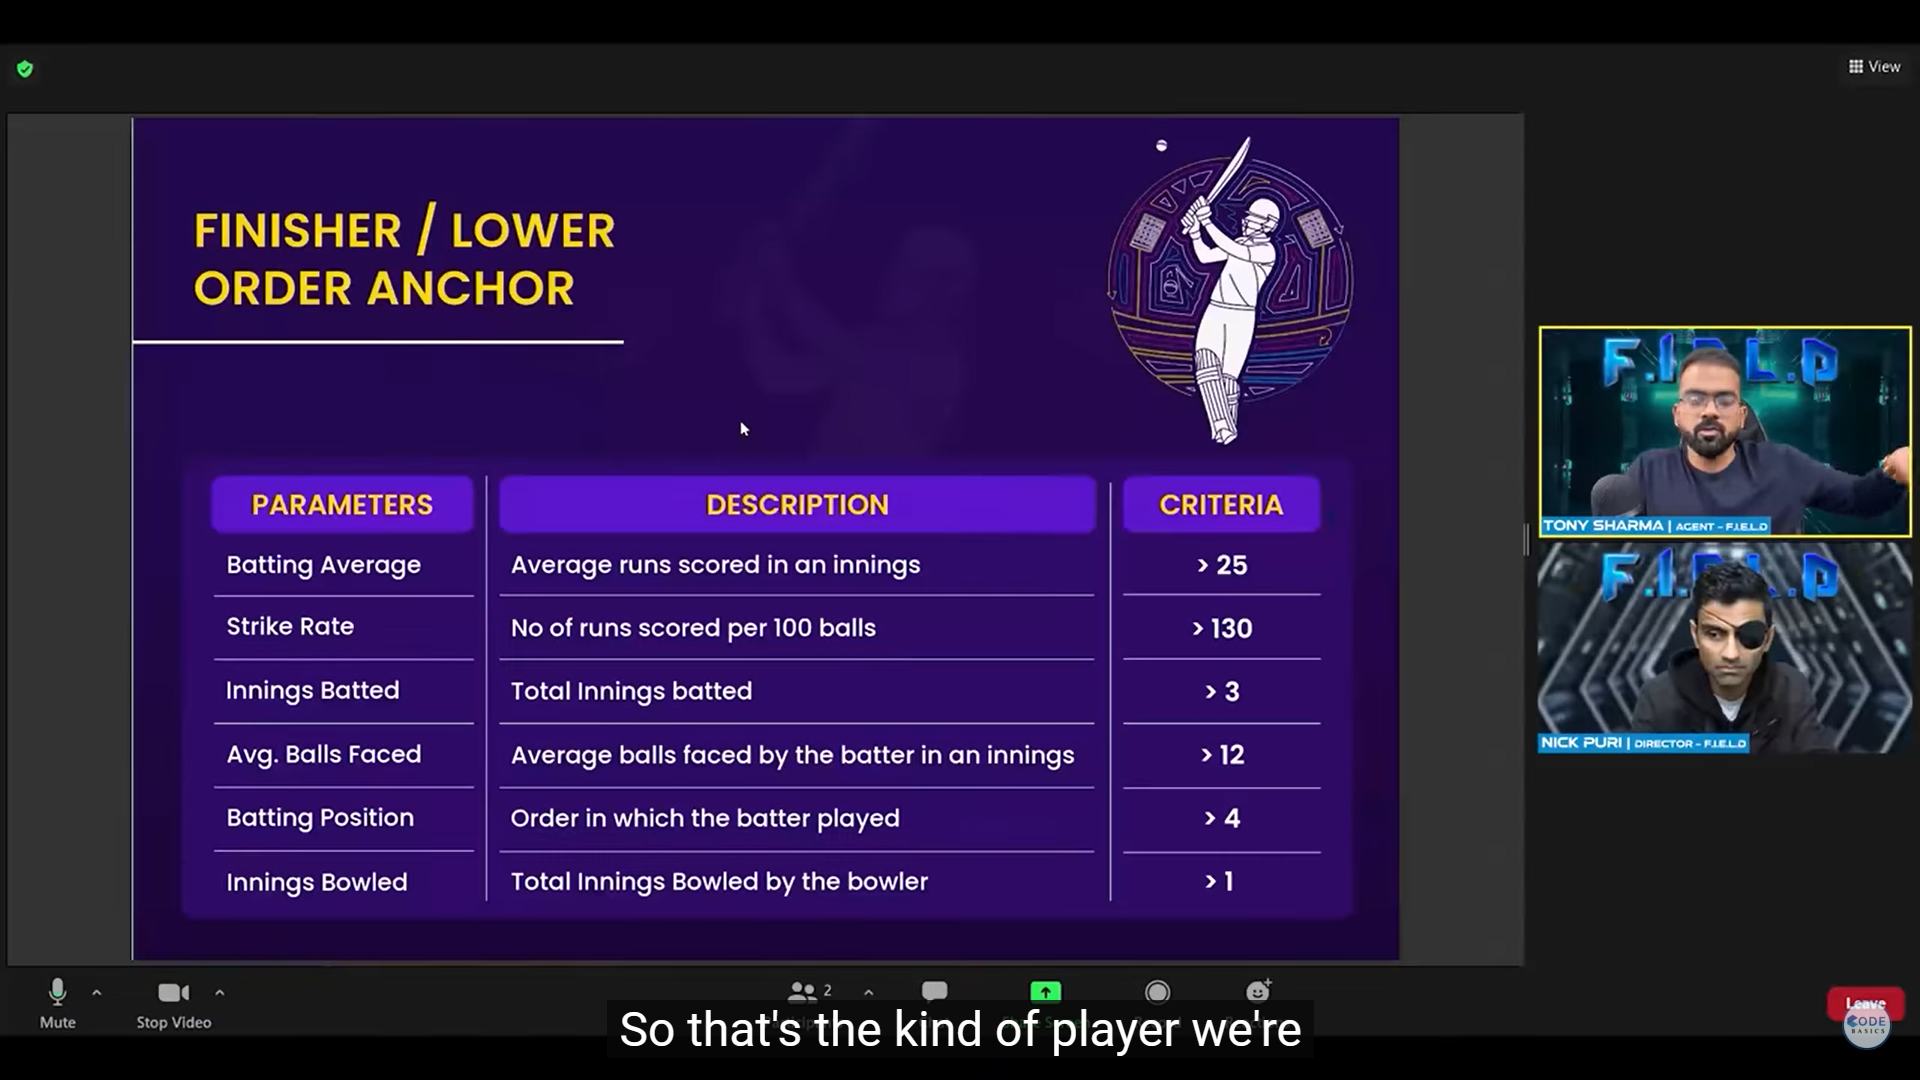 View
FINISHER / LOWER
ORDER ANCHOR
PARAMETERS DESCRIPTION CRITERIA
Batting Average Average runs scored in an innings > 25
Strike Rate No of runs scored per 100 balls > 130
Innings Batted Total Innings batted > 3
Avg. Balls Faced Average balls faced by the batter in an innings > 12
Batting Position Order in which the batter played > 4
Innings Bowled Total Innings Bowled by the bowler > 1
F.I.E.L.D
TONY SHARMA | AGENT - F.I.E.L.D
F.I.E.L.D
NICK PURI | DIRECTOR - F.I.E.L.D
2
Mute Stop Video
Leave
CODE
BASICS
So that's the kind of player we're